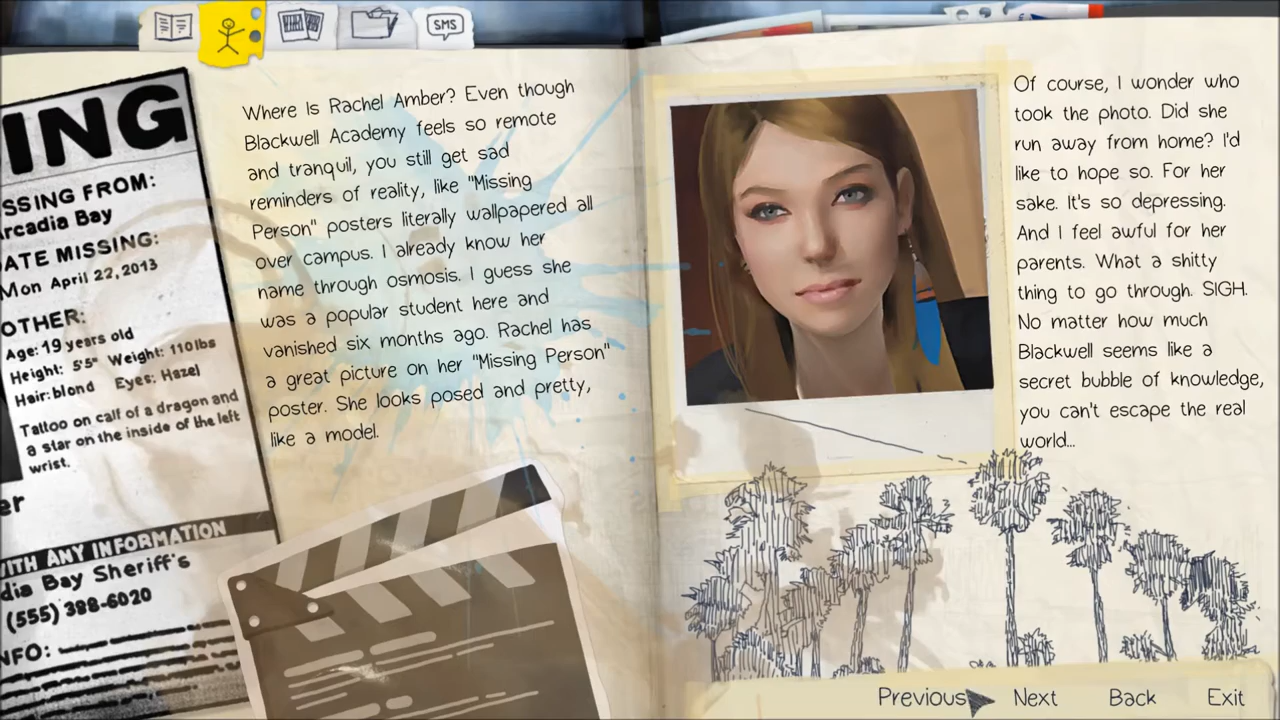 SMS
ING
SSING FROM:
rcadia Bay
ATE MISSING:
Mon April 22, 2013
OTHER:
Age: 19 years old
Height: 5'5" Weight: 110lbs
Hair: blond Eyes: Hazel
Tattoo on calf of a dragon and
a star on the inside of the left
wrist.
er
WITH ANY INFORMATION
dia Bay Sheriff's
(555) 388-6020
NFO:
Where Is Rachel Amber? Even though
Blackwell Academy feels so remote
and tranquil, you still get sad
reminders of reality, like "Missing
Person" posters literally wallpapered all
over campus. I already know her
name through osmosis. I guess she
was a popular student here and
vanished six months ago. Rachel has
a great picture on her "Missing Person"
poster. She looks posed and pretty,
like a model.
Of course, I wonder who
took the photo. Did she
run away from home? I'd
like to hope so. For her
sake. It's so depressing.
And I feel awful for her
parents. What a shitty
thing to go through. SIGH.
No matter how much
Blackwell seems like a
secret bubble of knowledge,
you can't escape the real
world...
Previous Next Back Exit